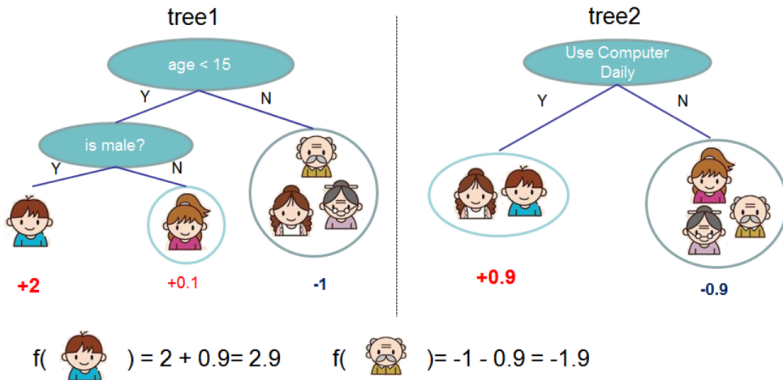 tree1
tree2
age < 15
Use Computer
Daily
Y
N
Y
N
is male?
Y
N
+2
+0.1
-1
+0.9
-0.9
f( ) = 2 + 0.9= 2.9
f( )= -1 - 0.9 = -1.9